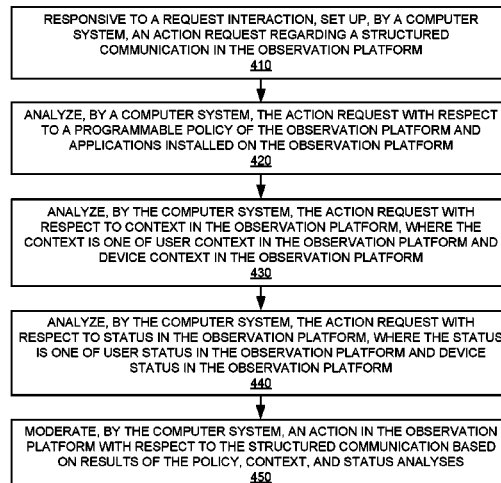 RESPONSIVE TO A REQUEST INTERACTION, SET UP, BY A COMPUTER
SYSTEM, AN ACTION REQUEST REGARDING A STRUCTURED
COMMUNICATION IN THE OBSERVATION PLATFORM
410
ANALYZE, BY A COMPUTER SYSTEM, THE ACTION REQUEST WITH RESPECT
TO A PROGRAMMABLE POLICY OF THE OBSERVATION PLATFORM AND
APPLICATIONS INSTALLED ON THE OBSERVATION PLATFORM
420
ANALYZE, BY THE COMPUTER SYSTEM, THE ACTION REQUEST WITH
RESPECT TO CONTEXT IN THE OBSERVATION PLATFORM, WHERE THE
CONTEXT IS ONE OF USER CONTEXT IN THE OBSERVATION PLATFORM AND
DEVICE CONTEXT IN THE OBSERVATION PLATFORM
430
ANALYZE, BY THE COMPUTER SYSTEM, THE ACTION REQUEST WITH
RESPECT TO STATUS IN THE OBSERVATION PLATFORM, WHERE THE STATUS
IS ONE OF USER STATUS IN THE OBSERVATION PLATFORM AND DEVICE
STATUS IN THE OBSERVATION PLATFORM
440
MODERATE, BY THE COMPUTER SYSTEM, AN ACTION IN THE OBSERVATION
PLATFORM WITH RESPECT TO THE STRUCTURED COMMUNICATION BASED
ON RESULTS OF THE POLICY, CONTEXT, AND STATUS ANALYSES
450